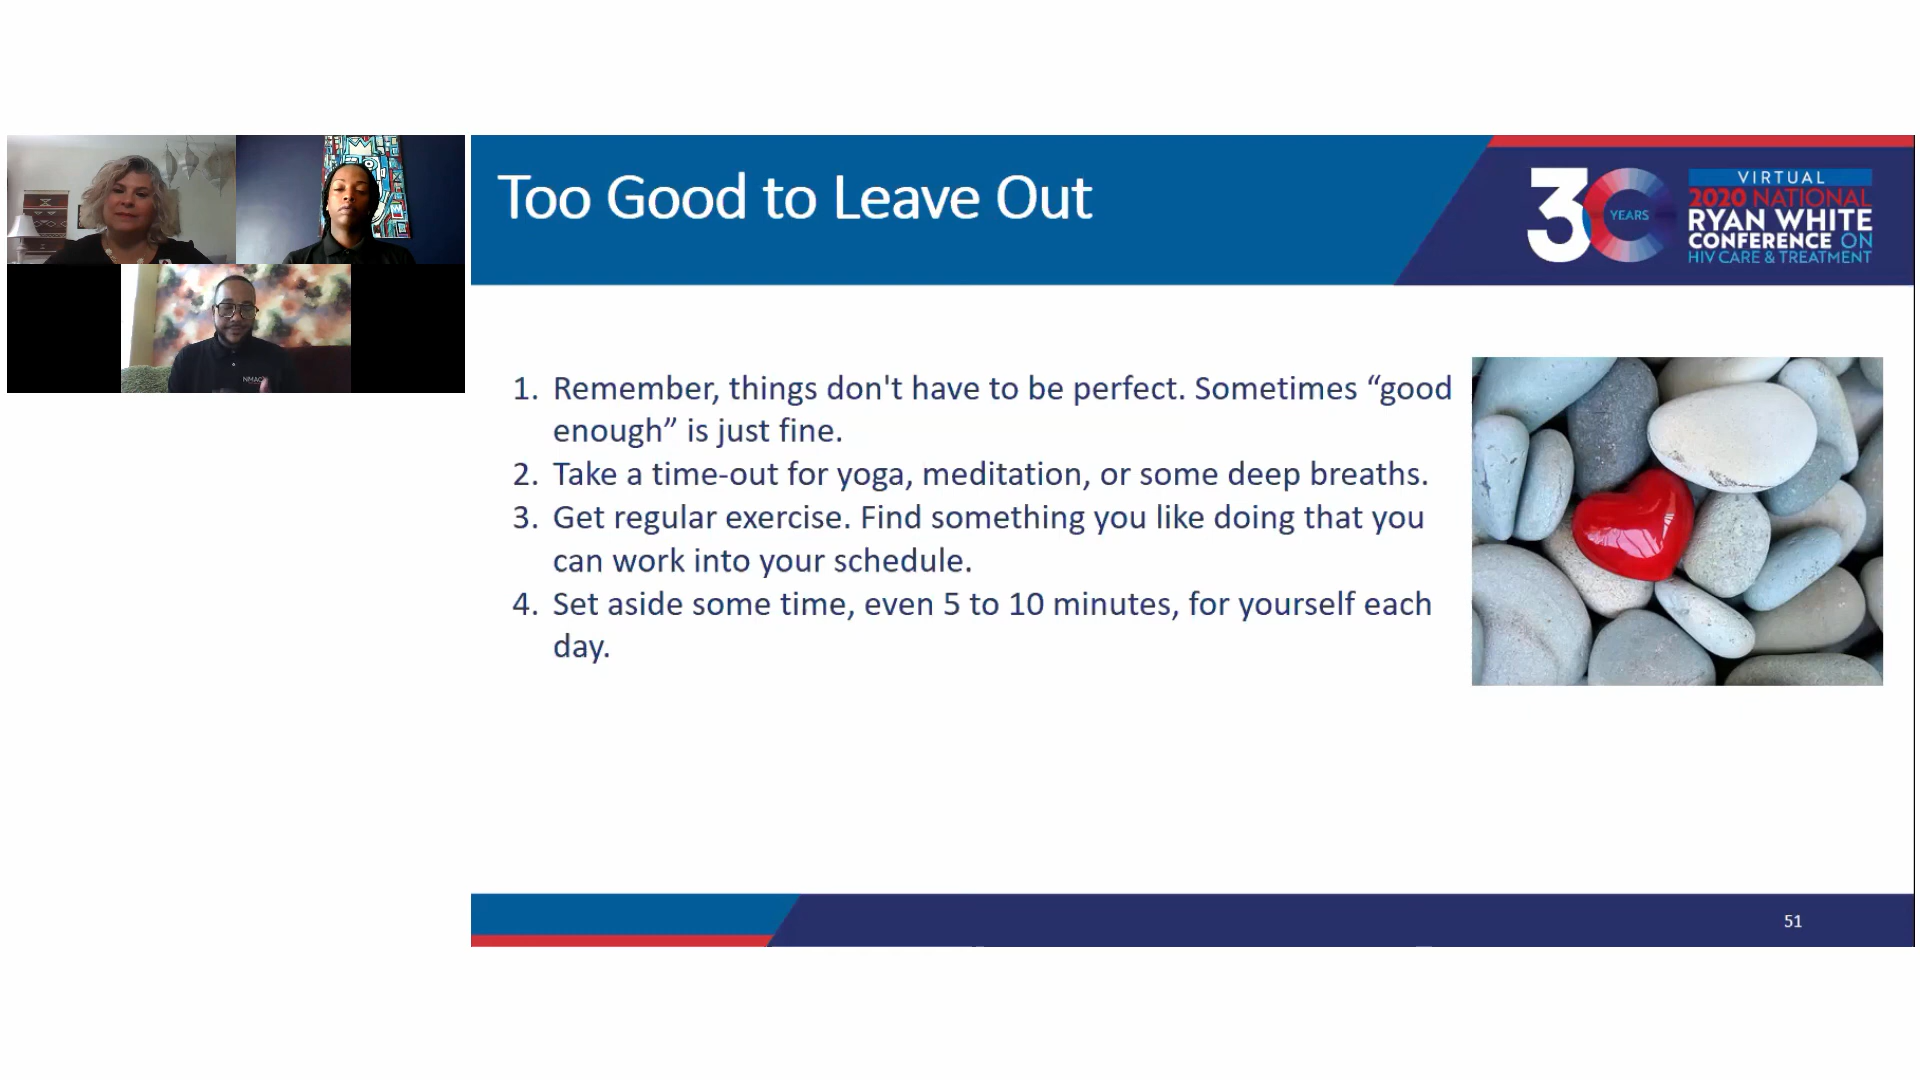 Too Good to Leave Out
30
YEARS
VIRTUAL
2020 NATIONAL
RYAN WHITE
CONFERENCE ON
HIV CARE & TREATMENT
1. Remember, things don't have to be perfect. Sometimes “good
enough” is just fine.
2. Take a time-out for yoga, meditation, or some deep breaths.
3. Get regular exercise. Find something you like doing that you
can work into your schedule.
4. Set aside some time, even 5 to 10 minutes, for yourself each
day.
NMAC
51